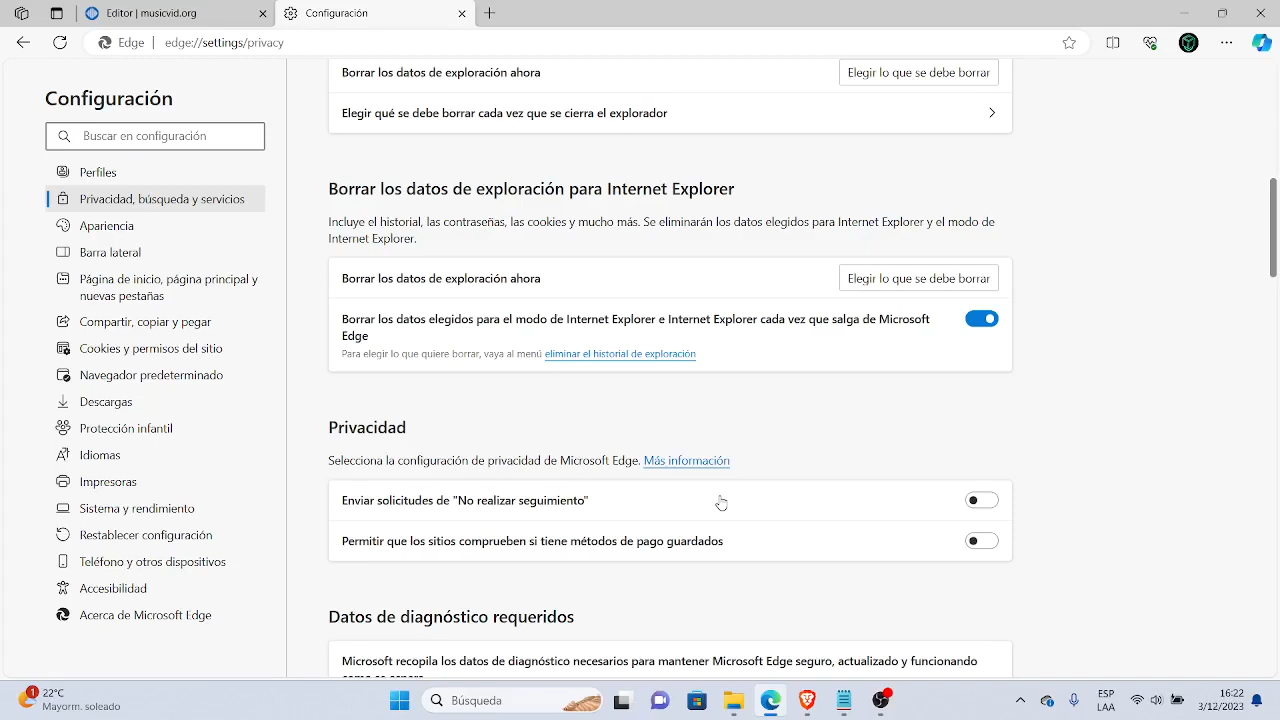 Editor | musicvid.org
Configuración
Edge
edge://settings/privacy
Configuración
Buscar en configuración
Perfiles
Privacidad, búsqueda y servicios
Apariencia
Barra lateral
Página de inicio, página principal y
nuevas pestañas
Compartir, copiar y pegar
Cookies y permisos del sitio
Navegador predeterminado
Descargas
Protección infantil
Idiomas
Impresoras
Sistema y rendimiento
Restablecer configuración
Teléfono y otros dispositivos
Accesibilidad
Acerca de Microsoft Edge
Borrar los datos de exploración ahora
Elegir lo que se debe borrar
Elegir qué se debe borrar cada vez que se cierra el explorador
Borrar los datos de exploración para Internet Explorer
Incluye el historial, las contraseñas, las cookies y mucho más. Se eliminarán los datos elegidos para Internet Explorer y el modo de
Internet Explorer.
Borrar los datos de exploración ahora
Elegir lo que se debe borrar
Borrar los datos elegidos para el modo de Internet Explorer e Internet Explorer cada vez que salga de Microsoft
Edge
Para elegir lo que quiere borrar, vaya al menú eliminar el historial de exploración
Privacidad
Selecciona la configuración de privacidad de Microsoft Edge. Más información
Enviar solicitudes de "No realizar seguimiento"
Permitir que los sitios comprueben si tiene métodos de pago guardados
Datos de diagnóstico requeridos
Microsoft recopila los datos de diagnóstico necesarios para mantener Microsoft Edge seguro, actualizado y funcionando
1
22°C
Mayorm. soleado
Búsqueda
ESP
LAA
16:22
3/12/2023